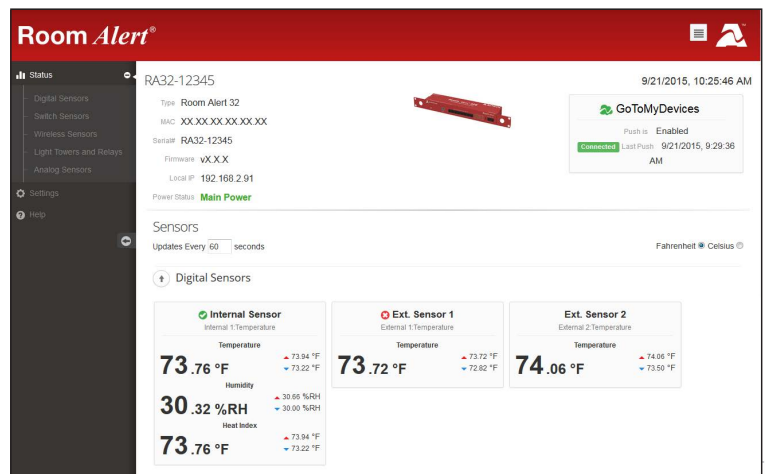 Room Alert®
Status
Digital Sensors
Switch Sensors
Wireless Sensors
Light Towers and Relays
Analog Sensors
Settings
Help
RA32-12345
9/21/2015, 10:25:46 AM
Type Room Alert 32
MAC XX.XX.XX.XX.XX.XX
Serial# RA32-12345
Firmware vX.X.X
Local IP 192.168.2.91
Power Status Main Power
GoToMyDevices
Push is Enabled
Connected Last Push 9/21/2015, 9:29:36
AM
Sensors
Updates Every 60 seconds
Fahrenheit Celsius
Digital Sensors
Internal Sensor
Internal 1:Temperature
Temperature
73.76 °F
73.94 °F
73.22 °F
Humidity
30.32 %RH
30.66 %RH
30.00 %RH
Heat Index
73.76 °F
73.94 °F
73.22 °F
Ext. Sensor 1
External 1:Temperature
Temperature
73.72 °F
73.72 °F
72.82 °F
Ext. Sensor 2
External 2:Temperature
Temperature
74.06 °F
74.06 °F
73.50 °F